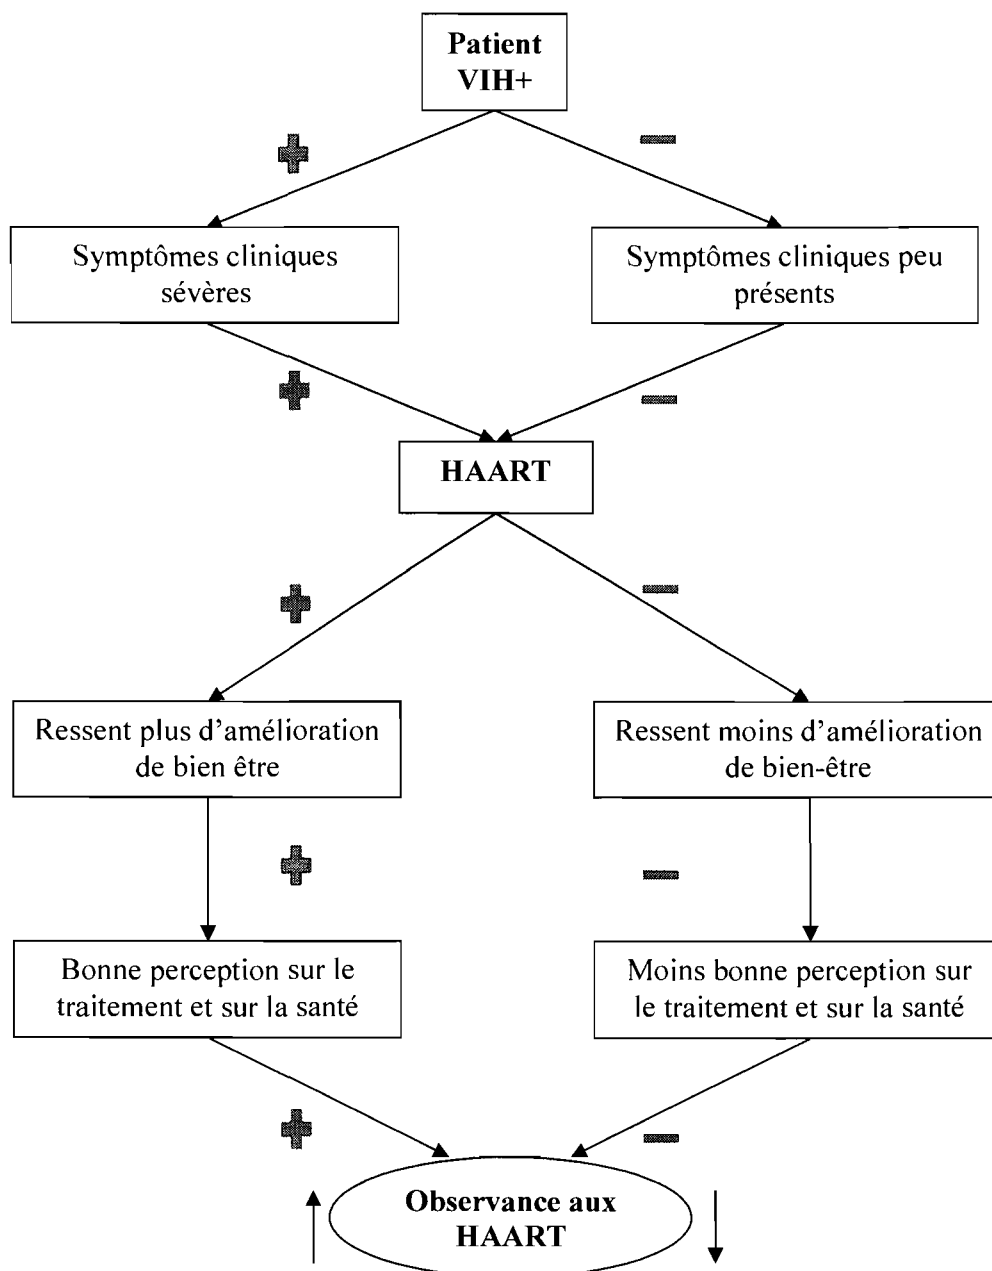 Patient
VIH+
Symptômes cliniques
sévères
Symptômes cliniques peu
présents
HAART
Ressent plus d'amélioration
de bien être
Ressent moins d'amélioration
de bien-être
Bonne perception sur le
traitement et sur la santé
Moins bonne perception sur
le traitement et sur la santé
Observance aux
HAART